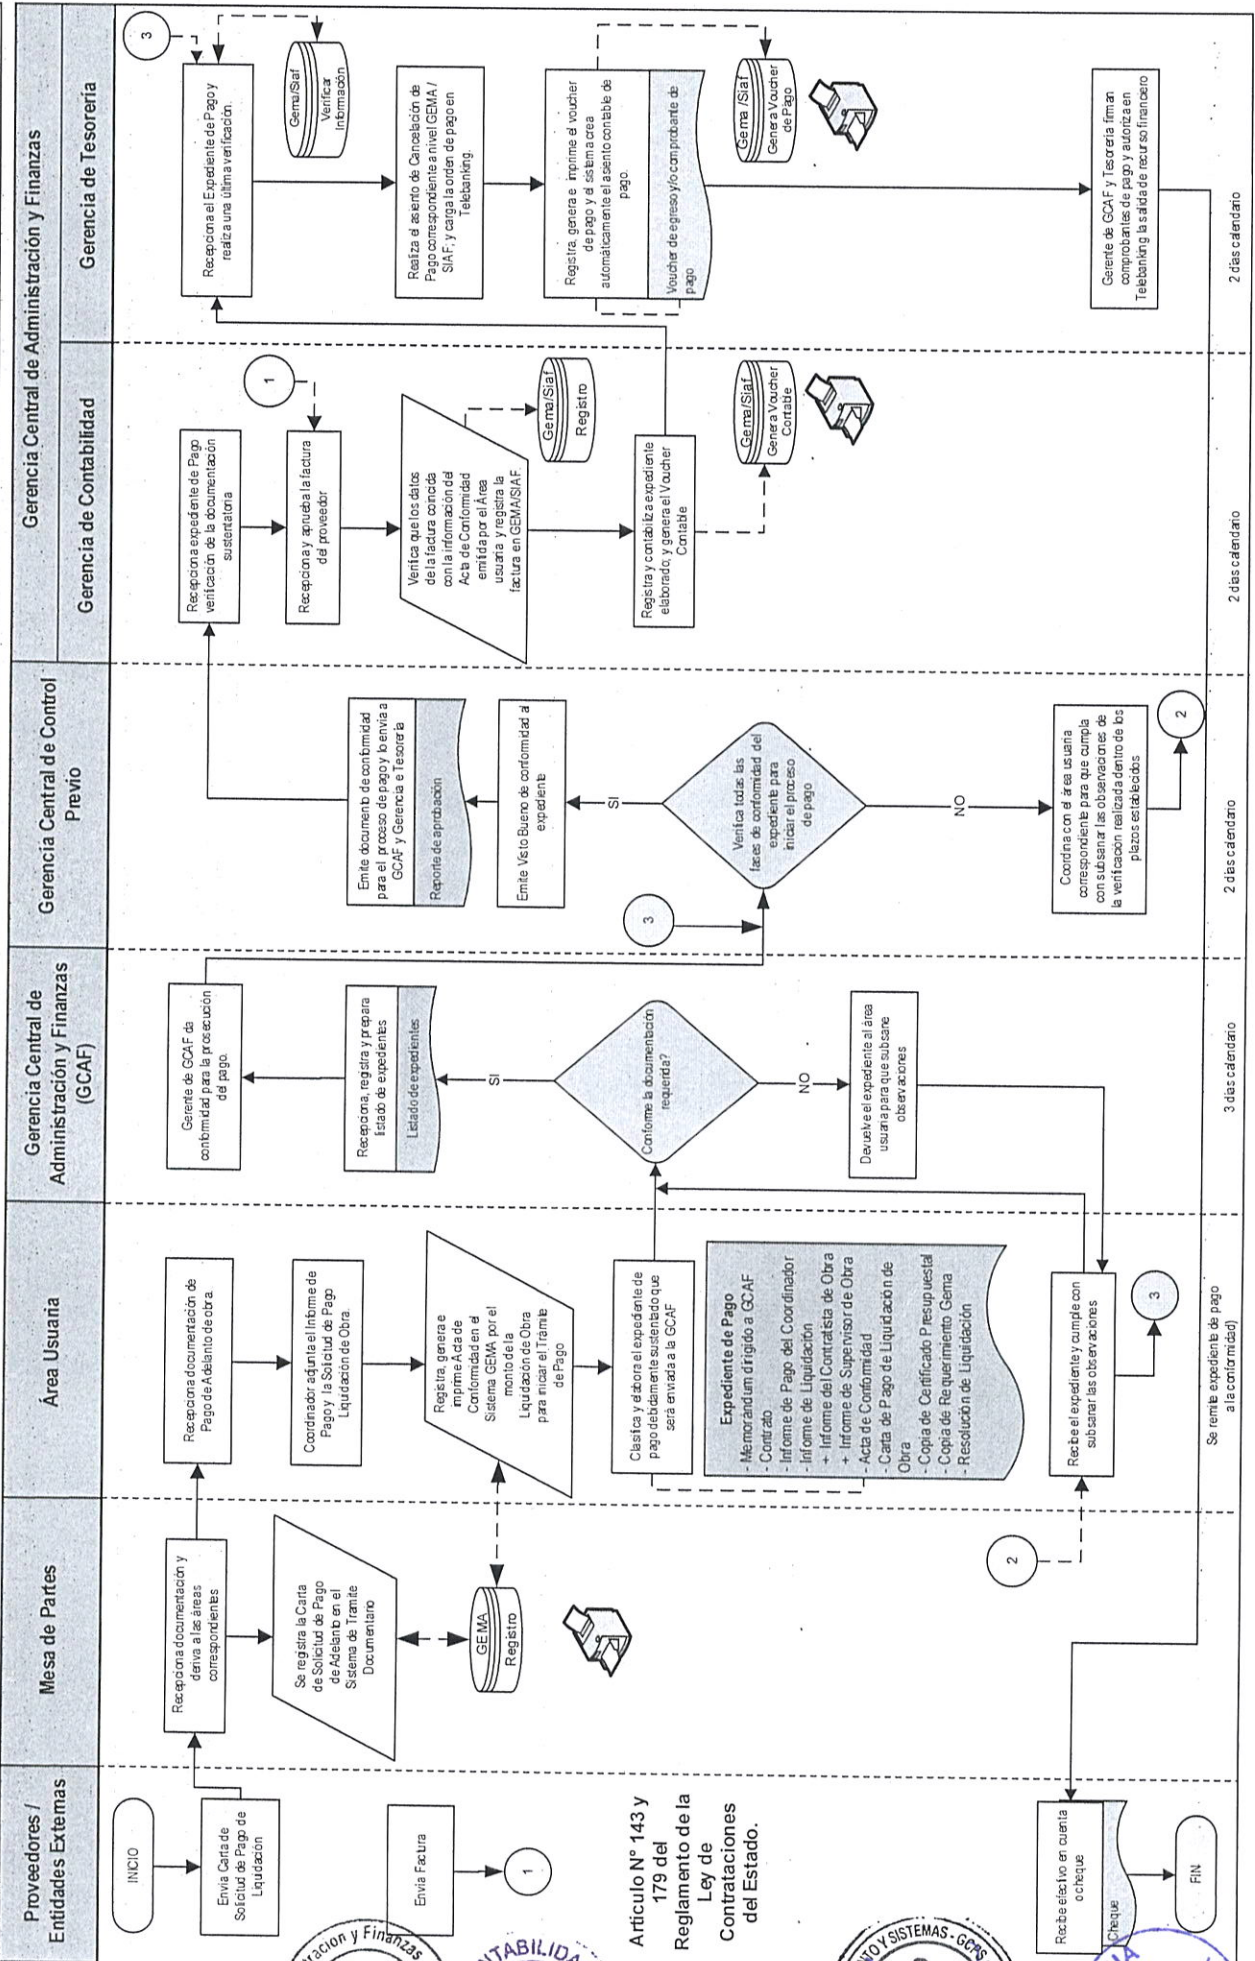 Proveedores /
Entidades Externas
Mesa de Partes
Área Usuaria
Gerencia Central de
Administración y Finanzas
(GCAF)
Gerencia Central de Control
Previo
Gerencia Central de Administración y Finanzas
Gerencia de Contabilidad
Gerencia de Tesorería
INICIO
Envia Carta de
Solicitud de Pago de
Liquidación
Envia Factura
1
Articulo N° 143 y
179 del
Reglamento de la
Ley de
Contrataciones
del Estado.
Recibe efectivo en cuenta
o cheque
Cheque
FIN
Recepciona documentación y
deriva a las áreas
correspondientes
Se registra la Carta
de Solicitud de Pago
de Adelanto en el
Sistema de Tramite
Documentario
GEMA
Registro
2
Recepciona documentación de
Pago de Adelanto de obra.
Coordinador adjunta el Informe de
Pago y la Solicitud de Pago
Liquidación de Obra.
Registra, genera e
imprime Acta de
Conformidad en el
Sistema GEMA por el
monto de la
Liquidación de Obra
para iniciar el Trámite
de Pago
Clasifica y elabora el expediente de
pago debidamente sustentado que
será enviada a la GCAF
Expediente de Pago
- Memorándum dirigido a GCAF
- Contrato
- Informe de Pago del Coordinador
- Informe de Liquidación
+ Informe del Contratista de Obra
+ Informe de Supervisor de Obra
- Acta de Conformidad
- Carta de Pago de Liquidación de
Obra
- Copia de Certificado Presupuestal
- Copia de Requerimiento Gema
- Resolución de Liquidación
Recibe el expediente y cumple con
subsanar las observaciones
3
Se remite expediente de pago
a la conformidad)
Gerente de GCAF da
conformidad para la prosecución
del pago.
Recepciona, registra y prepara
listado de expedientes
Listado de expedientes
SI
Conforme la documentación
requerida?
NO
Devuelve el expediente al área
usuaria para que subsane
observaciones
3 días calendario
Emite documento de conformidad
para el proceso de pago y lo envia a
GCAF y Gerencia e Tesorería
Reporte de aprobación
Emite Visto Bueno de conformidad al
expediente
SI
3
Verifica todas las
fases de conformidad del
expediente para
iniciar el proceso
de pago
NO
Coordina con el área usuaria
correspondiente para que cumpla
con subsanar las observaciones de
la verificación realizada dentro de los
plazos establecidos
2
2 días calendario
Recepciona expediente de Pago
verificación de la documentación
sustentatoria
1
Recepciona y aprueba la factura
del proveedor
Verifica que los datos
de la factura coincida
con la información del
Acta de Conformidad
emitida por el Área
usuaria y registra la
factura en GEMA/SIAF.
Gema/Siaf
Registro
Registra y contabiliza expediente
elaborado; y genera el Voucher
Contable
Gema/Siaf
Genera Voucher
Contable
2 días calendario
3
Recepciona el Expediente de Pago y
realiza una última verificación.
Gema/Siaf
Verificar
Información
Realiza el asiento de Cancelación de
Pago correspondiente a nivel GEMA /
SIAF; y carga la orden de pago en
Telebanking.
Registra, genera e imprime el voucher
de pago y el sistema crea
automáticamente el asiento contable de
pago.
Voucher de egreso y/o comprobante de
pago
Gema /Siaf
Genera Voucher
de Pago
Gerente de GCAF y Tesorería firman
comprobantes de pago y autoriza en
Telebanking la salida de recurso financiero
2 días calendario